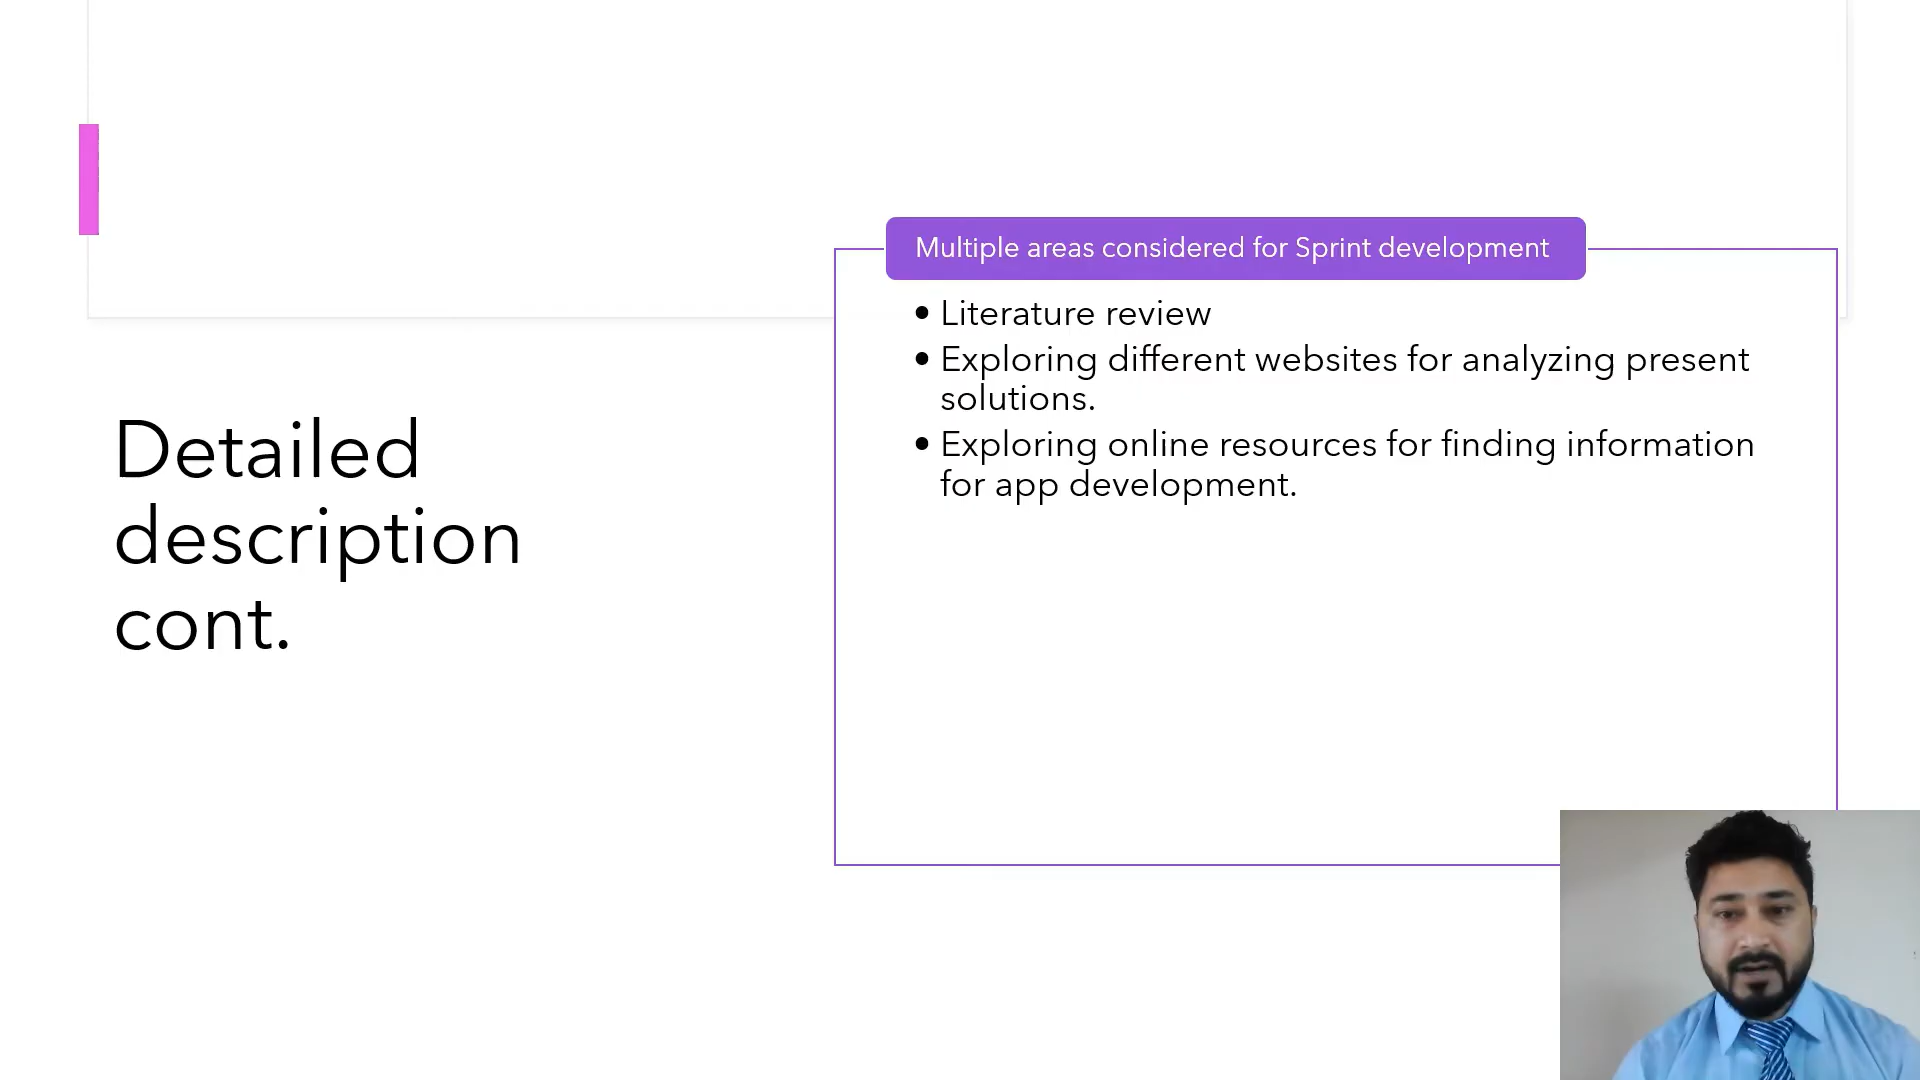 Detailed
description
cont.
Multiple areas considered for Sprint development
• Literature review
• Exploring different websites for analyzing present
solutions.
• Exploring online resources for finding information
for app development.